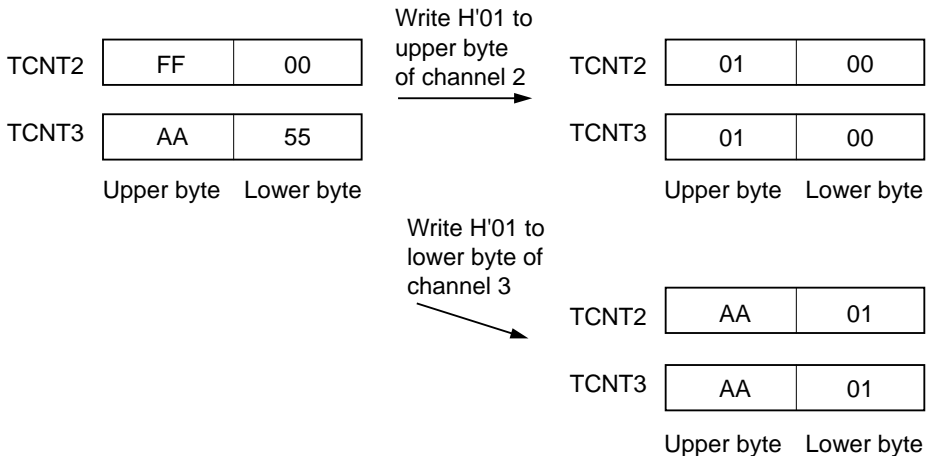 Write H'01 to
upper byte
of channel 2
TCNT2 FF 00
TCNT3 AA 55
Upper byte Lower byte
TCNT2 01 00
TCNT3 01 00
Upper byte Lower byte
Write H'01 to
lower byte of
channel 3
TCNT2 AA 01
TCNT3 AA 01
Upper byte Lower byte